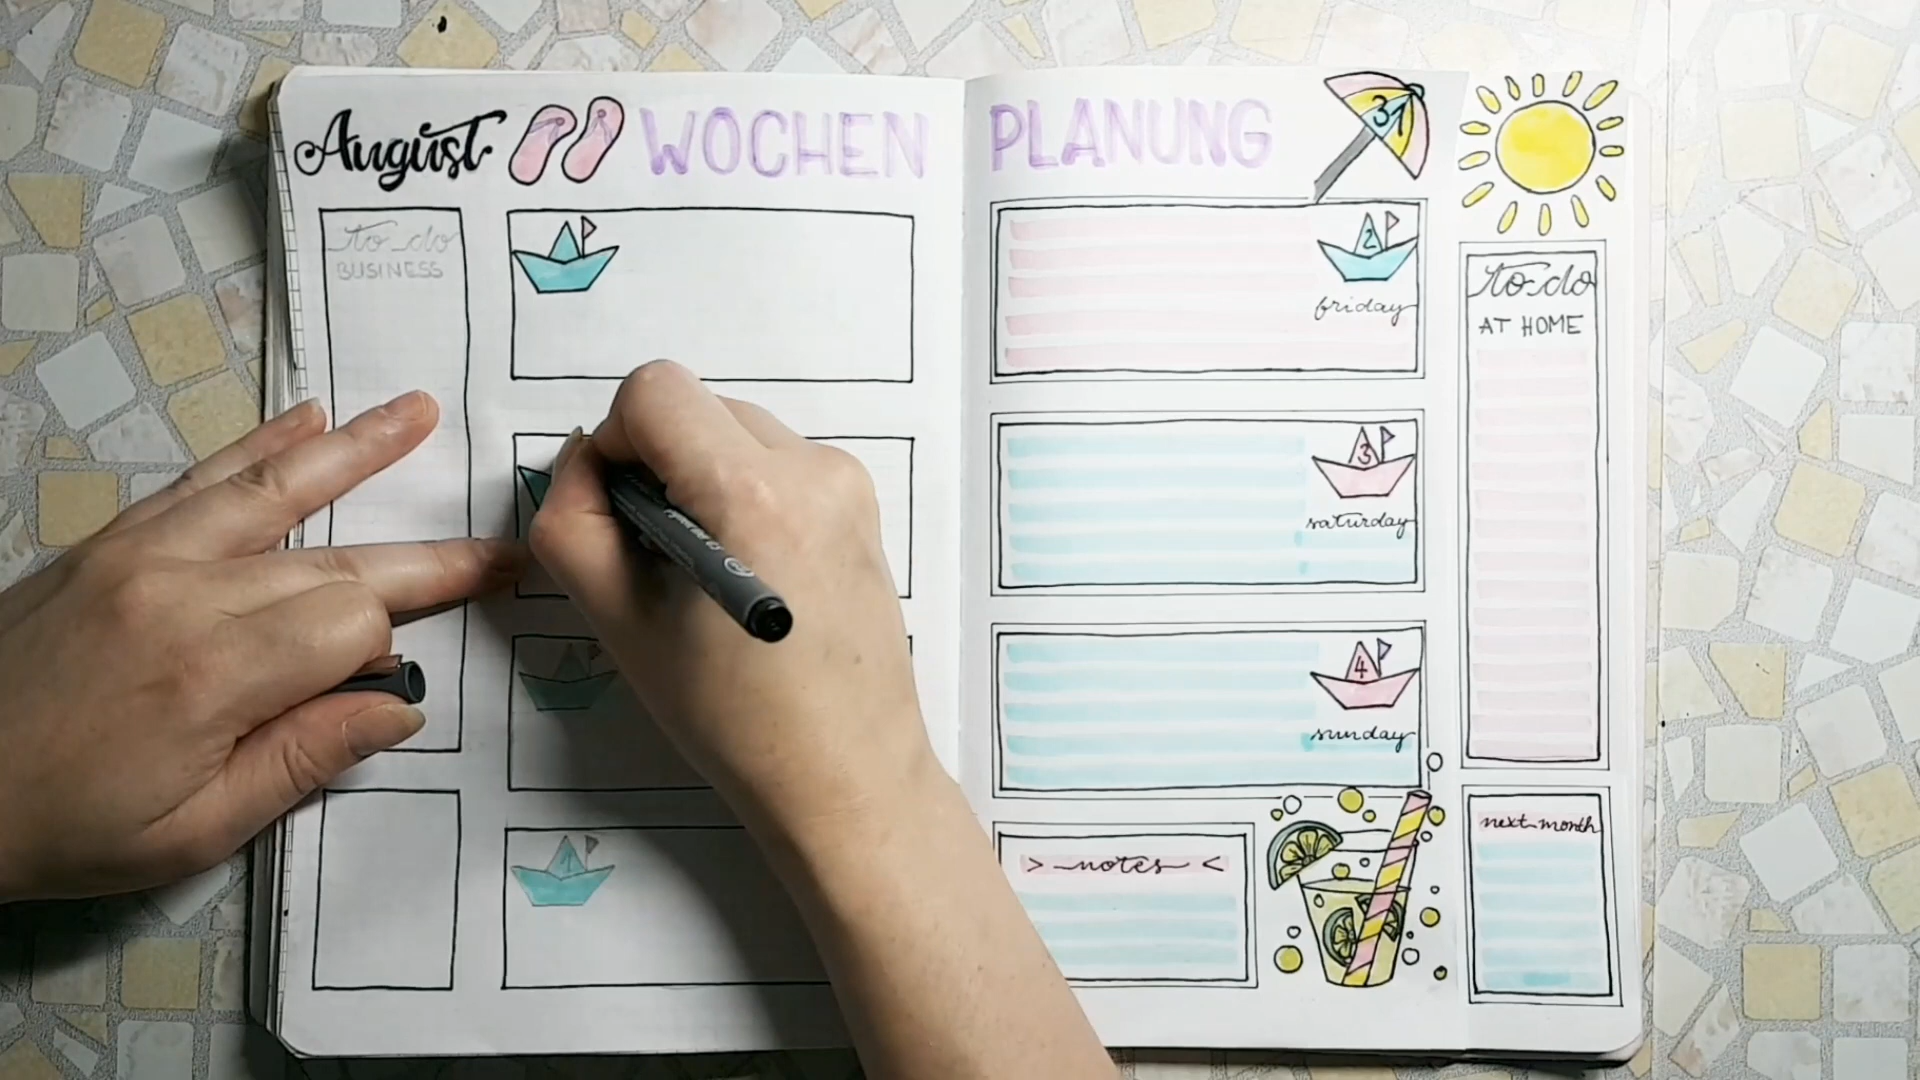 August WOCHEN PLANUNG
31
to do
BUSINESS
1
2
friday
3
saturday
4
sunday
> notes <
to-do
AT HOME
next month